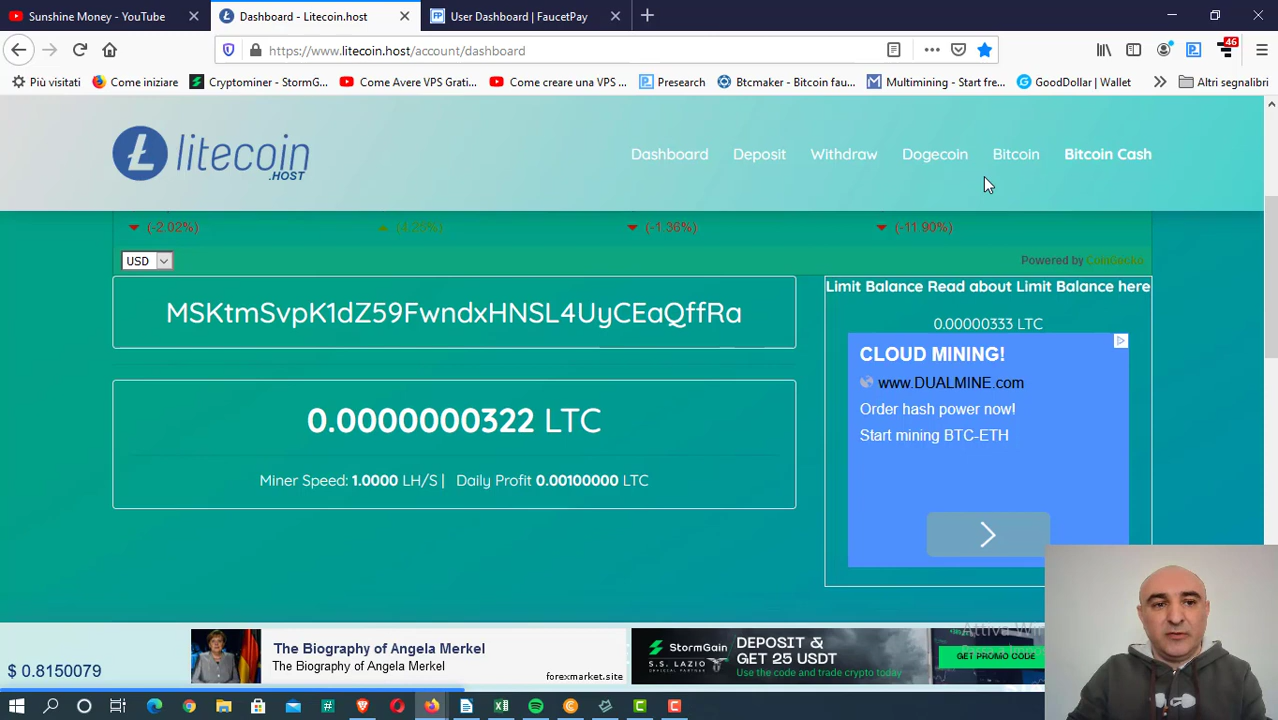 Sunshine Money - YouTube
Dashboard - Litecoin.host
User Dashboard | FaucetPay
https://www.litecoin.host/account/dashboard
46
Più visitati
Come iniziare
Cryptominer - StormG...
Come Avere VPS Grati...
Come creare una VPS ...
Presearch
Btcmaker - Bitcoin fau...
Multimining - Start fre...
GoodDollar | Wallet
Altri segnalibri
litecoin
.HOST
Dashboard
Deposit
Withdraw
Dogecoin
Bitcoin
Bitcoin Cash
(-2.02%)
(4.25%)
(-1.36%)
(-11.90%)
USD
Powered by CoinGecko
MSKtmSvpK1dZ59FwndxHNSL4UyCEaQffRa
Limit Balance Read about Limit Balance here
0.00000333 LTC
CLOUD MINING!
www.DUALMINE.com
Order hash power now!
Start mining BTC-ETH
0.0000000322 LTC
Miner Speed: 1.0000 LH/S | Daily Profit 0.00100000 LTC
$ 0.8150079
The Biography of Angela Merkel
The Biography of Angela Merkel
forexmarket.site
StormGain
S.S. LAZIO
DEPOSIT &
GET 25 USDT
Use the code and trade crypto today
GET PROMO CODE